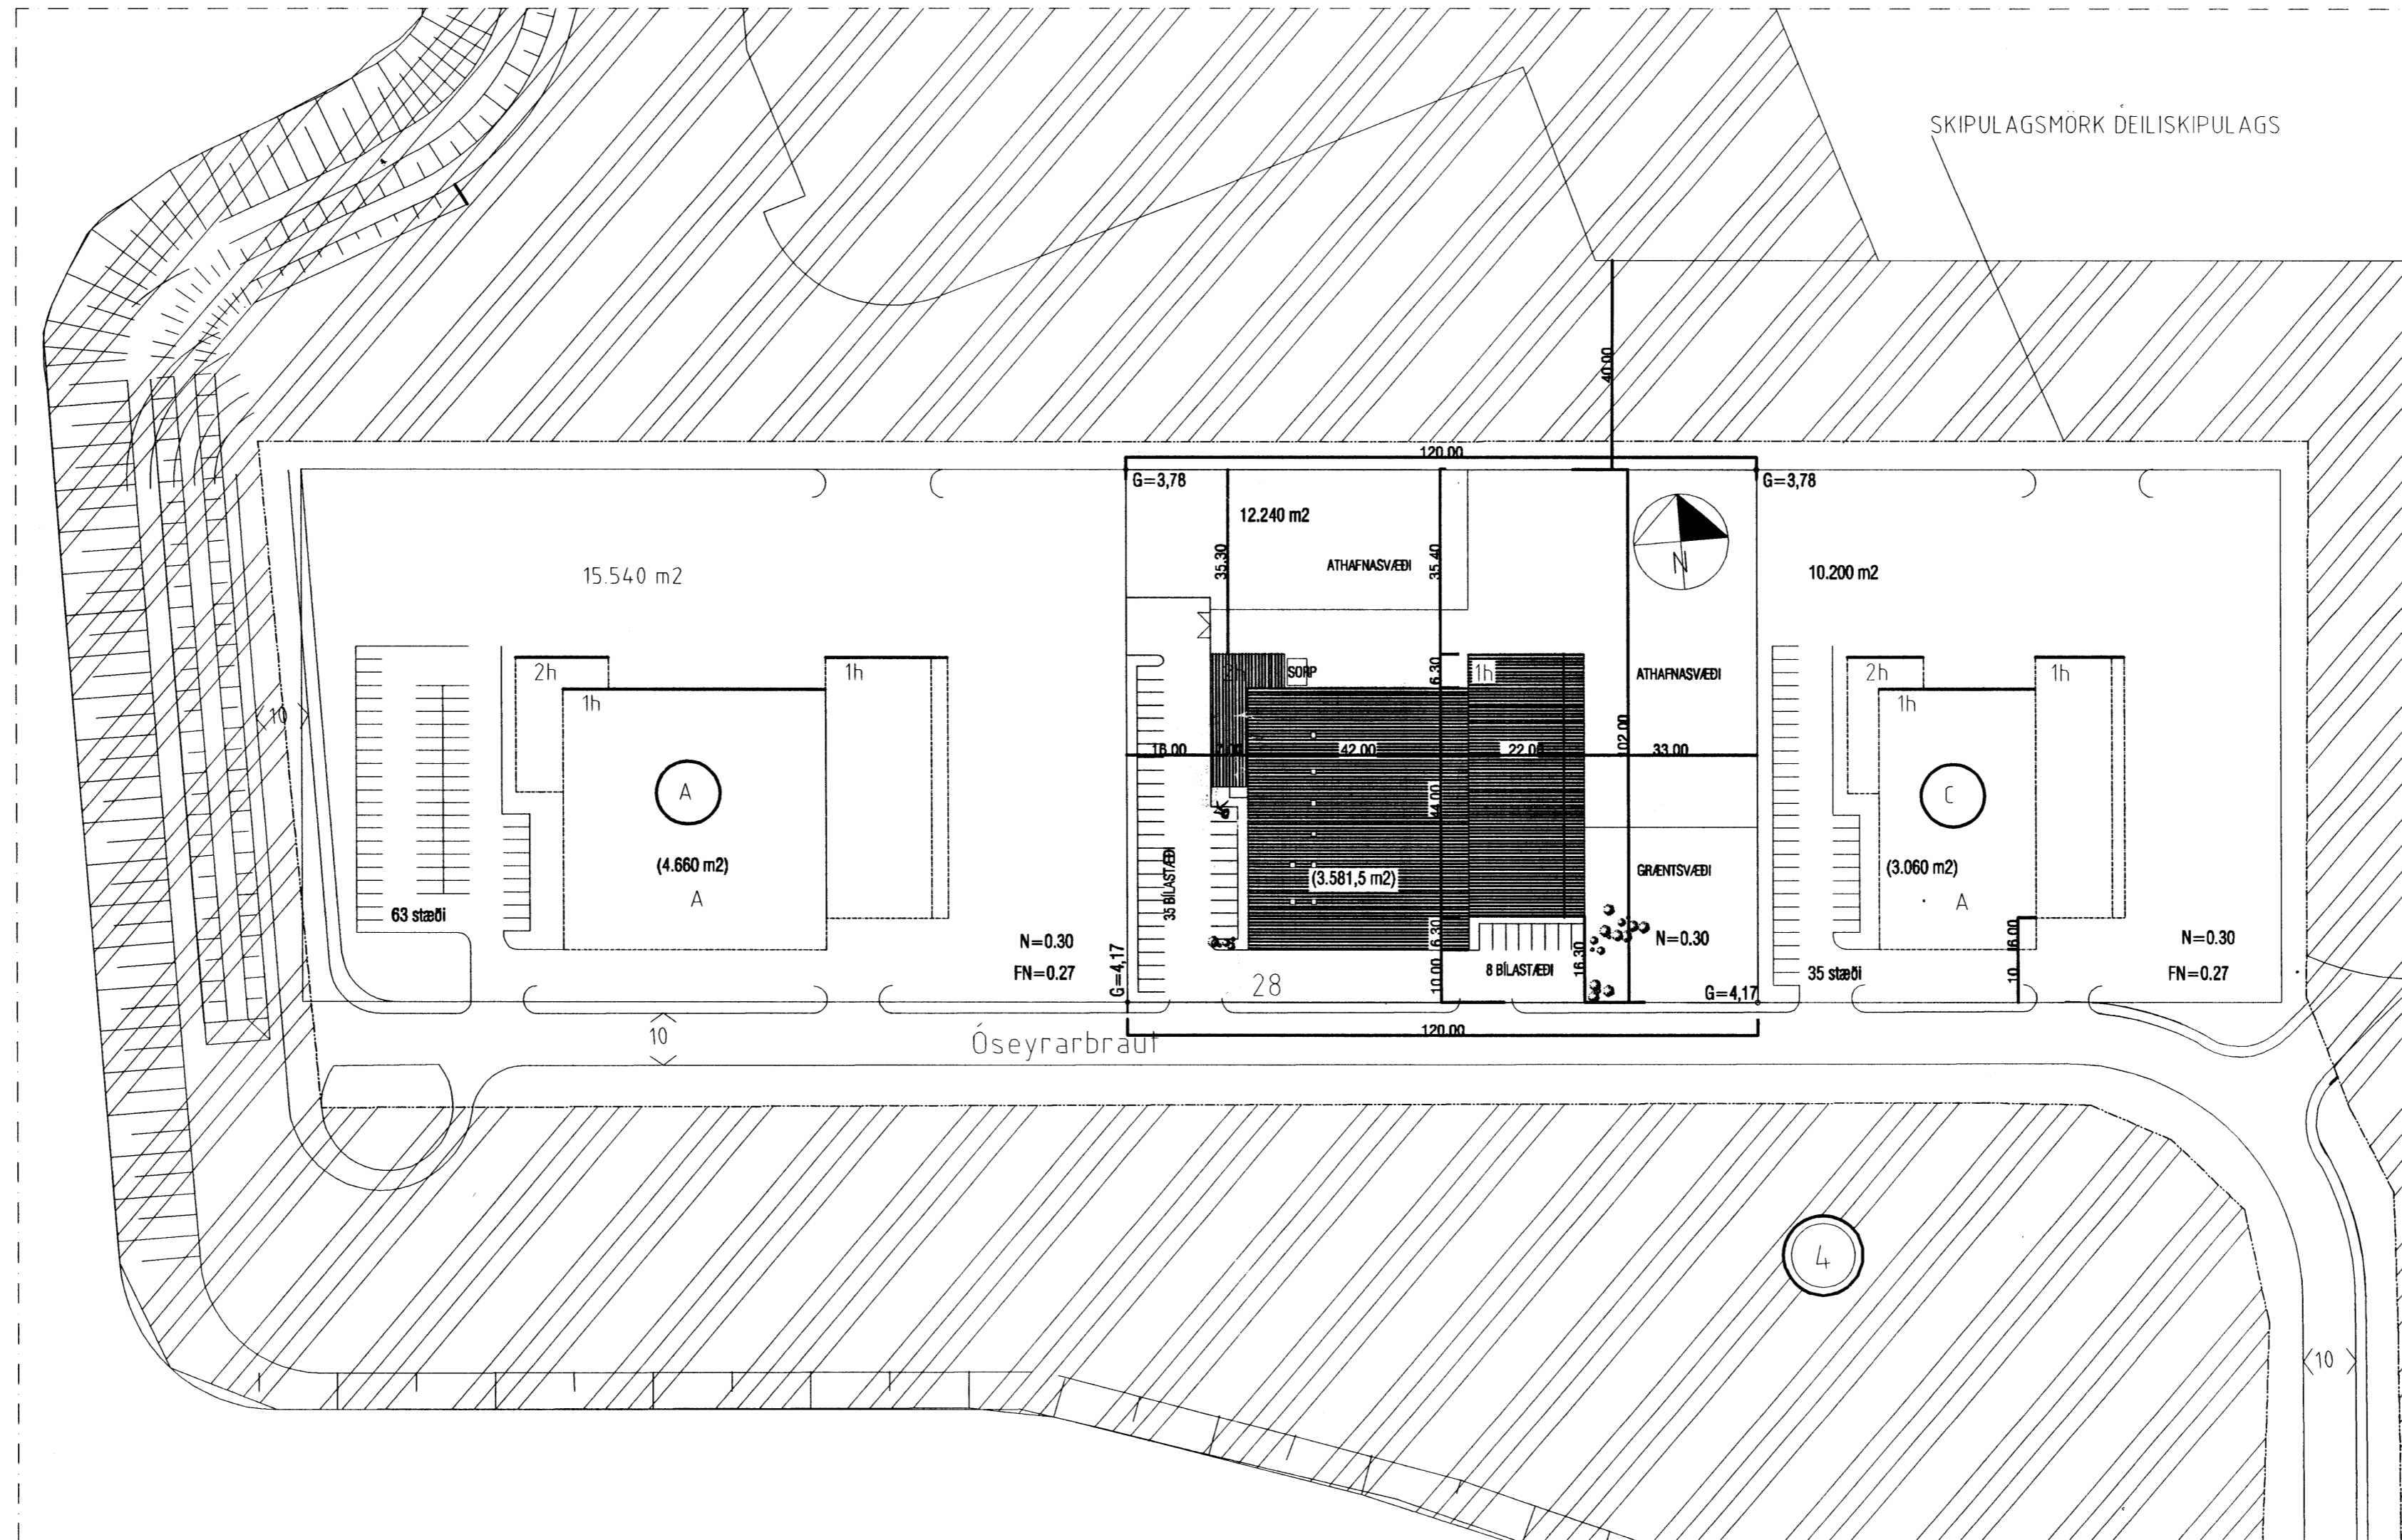 SKIPULAGSMÖRK DEILISKIPULAGS
40.00
120.00
G=3,78
G=3,78
12.240 m2
35.30
ATHAFNASVÆÐI
35.40
N
15.540 m2
10.200 m2
2h
1h
1h
SORP
6.30
1h
ATHAFNASVÆÐI
2h
1h
1h
10
102.00
16.00
42.00
22.00
33.00
A
44.00
C
(4.660 m2)
A
35 BÍLASTÆÐI
(3.581,5 m2)
GRÆNTSVÆÐI
(3.060 m2)
A
63 stæði
N=0.30
FN=0.27
G=4,17
6.30
10.00
28
8 BÍLASTÆÐI
16.30
N=0.30
G=4,17
35 stæði
10
6.00
N=0.30
FN=0.27
120.00
10
Óseyrarbraut
4
10